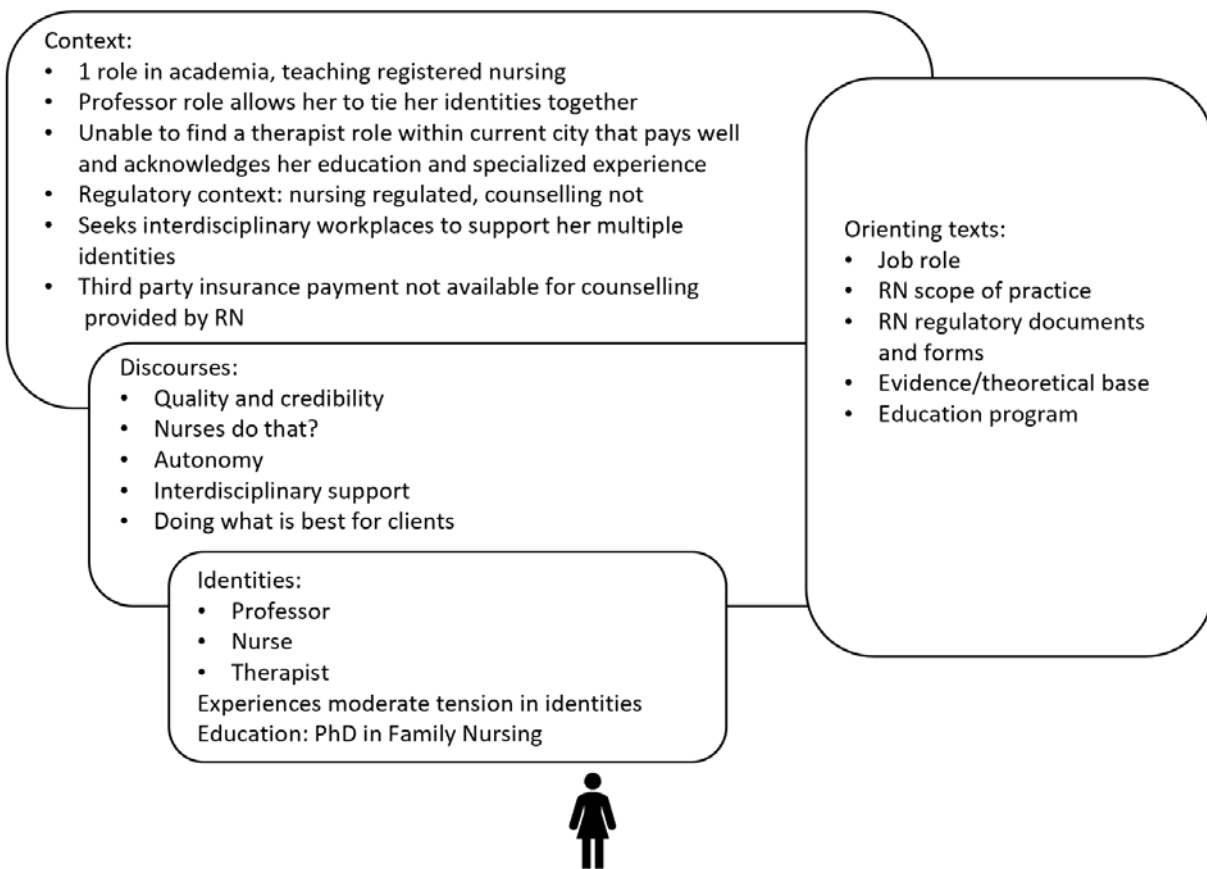 Context:
• 1 role in academia, teaching registered nursing
• Professor role allows her to tie her identities together
• Unable to find a therapist role within current city that pays well
and acknowledges her education and specialized experience
• Regulatory context: nursing regulated, counselling not
• Seeks interdisciplinary workplaces to support her multiple
identities
• Third party insurance payment not available for counselling
provided by RN
Discourses:
• Quality and credibility
• Nurses do that?
• Autonomy
• Interdisciplinary support
• Doing what is best for clients
Identities:
• Professor
• Nurse
• Therapist
Experiences moderate tension in identities
Education: PhD in Family Nursing
Orienting texts:
• Job role
• RN scope of practice
• RN regulatory documents
and forms
• Evidence/theoretical base
• Education program